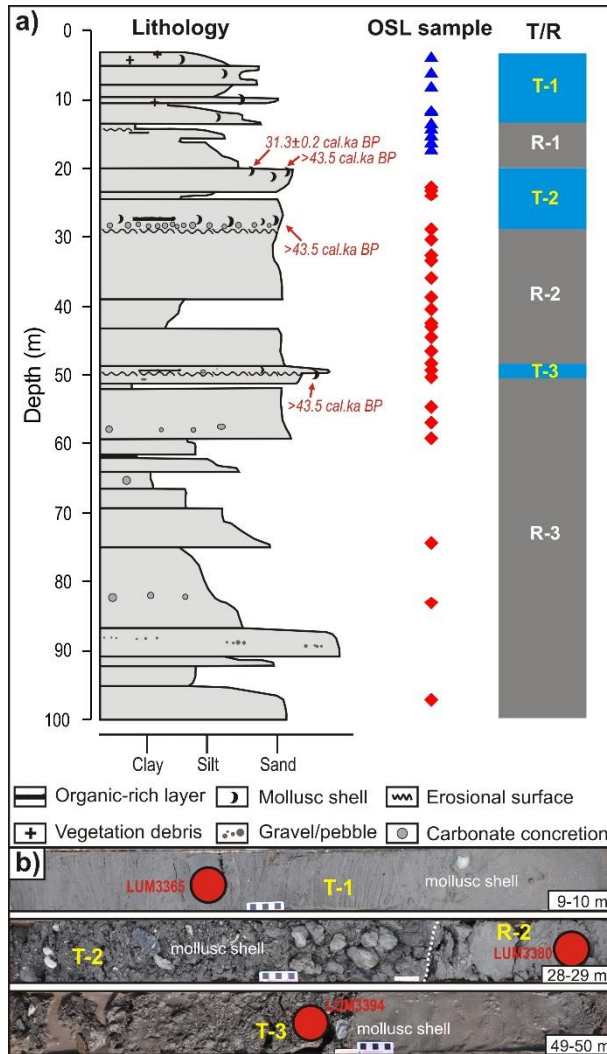 a)
Lithology
OSL sample
T/R
0
10
20
30
40
50
60
70
80
90
100
Depth (m)
31.3±0.2 cal.ka BP
>43.5 cal.ka BP
>43.5 cal.ka BP
>43.5 cal.ka BP
T-1
R-1
T-2
R-2
T-3
R-3
Clay
Silt
Sand
Organic-rich layer
Mollusc shell
Erosional surface
Vegetation debris
Gravel/pebble
Carbonate concretion
b)
LUM3365
T-1
mollusc shell
9-10 m
T-2
mollusc shell
R-2
LUM3380
28-29 m
T-3
LUM3394
mollusc shell
49-50 m